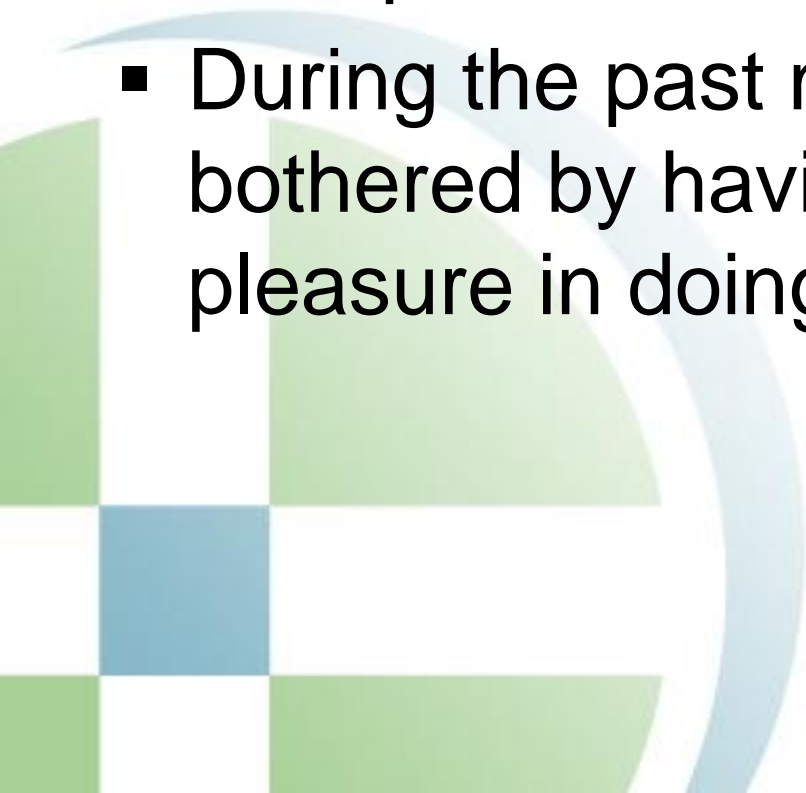 ▪ During the past
bothered by havi
pleasure in doing